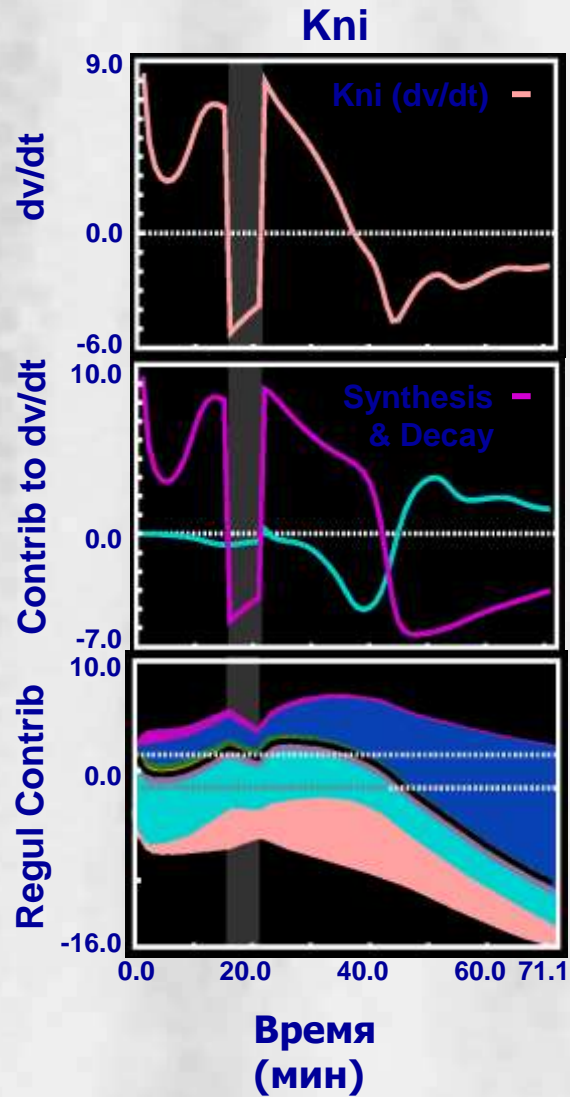 Kni
9.0
Kni (dv/dt)
dv/dt
0.0
-6.0
10.0
Synthesis
& Decay
Contrib to dv/dt
0.0
-7.0
10.0
Regul Contrib
0.0
-16.0
0.0 20.0 40.0 60.0 71.1
Время
(мин)